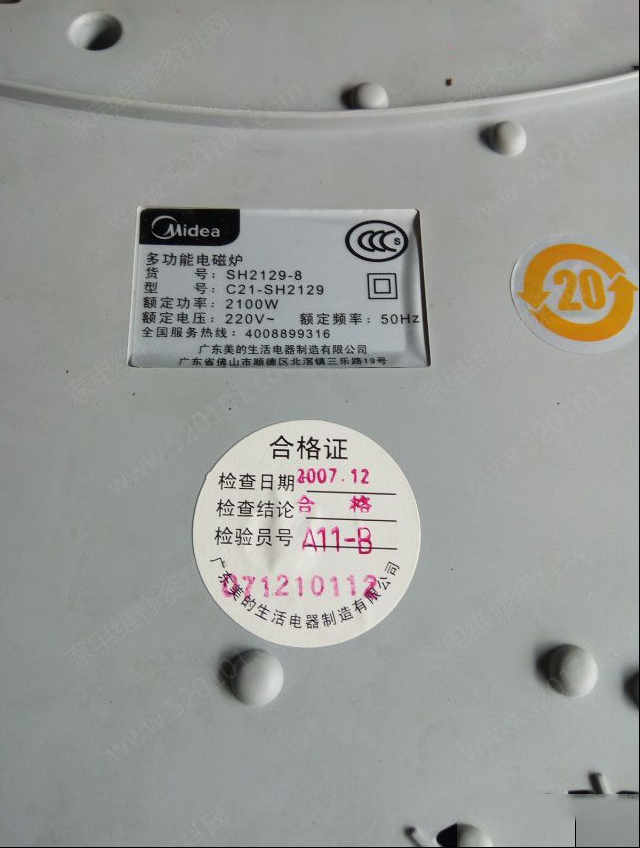 Midea
CCC S
多功能电磁炉
货 号：SH2129-8
型 号：C21-SH2129
额定功率：2100W
额定电压：220V~ 额定频率：50Hz
全国服务热线：4008899316
广东美的生活电器制造有限公司
广东省佛山市顺德区北滘镇三乐路19号
20
合格证
检查日期 2007.12
检查结论 合 格
检验员号 A11-B
广东美的生活电器制造有限公司
www.520101.com